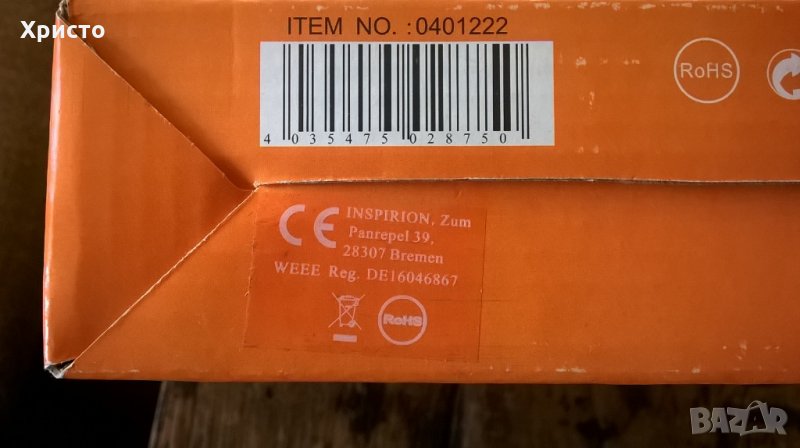 Христо
ITEM NO. :0401222
4 035475 028750
RoHS
CE INSPIRION, Zum
Panrepel 39,
28307 Bremen
WEEE Reg. DE16046867
RoHS
BAZAR